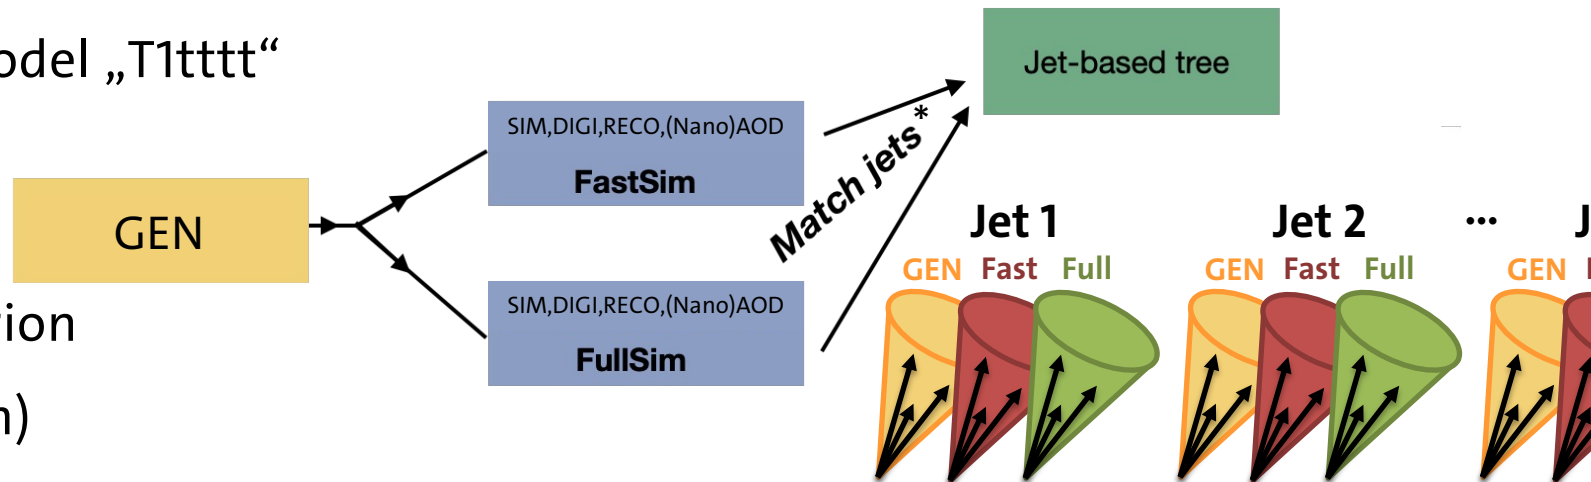 odel „T1tttt“
Jet-based tree
SIM,DIGI,RECO,(Nano)AOD
FastSim
Match jets*
GEN
Jet 1
Jet 2
...
J
GEN Fast Full
GEN Fast Full
GEN
SIM,DIGI,RECO,(Nano)AOD
FullSim
rion
)